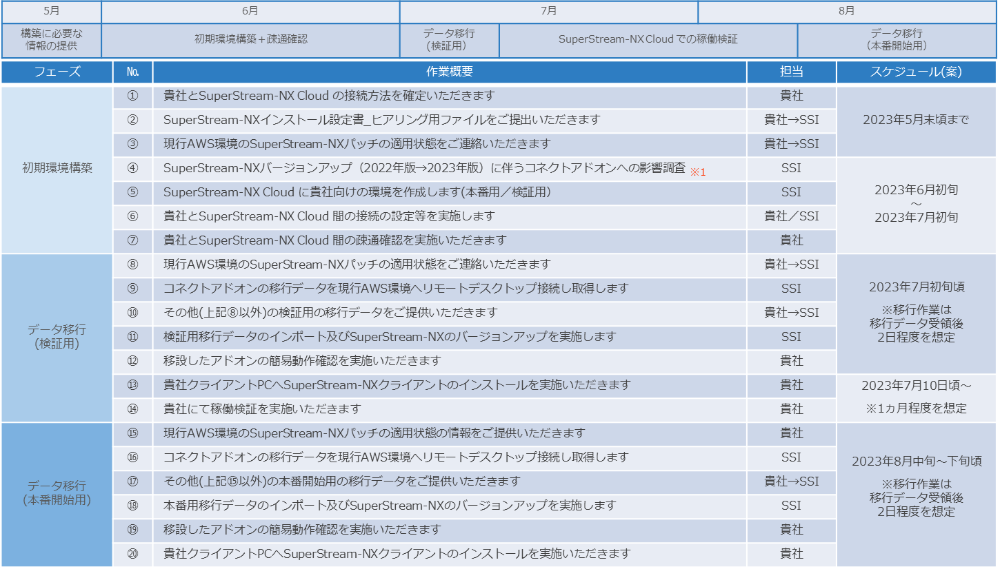 5月
6月
7月
8月
構築に必要な
情報の提供
初期環境構築＋疎通確認
データ移行
(検証用）
SuperStream-NX Cloud での稼働検証
データ移行
（本番開始用）
フェーズ
№
作業概要
担当
スケジュール(案)
初期環境構築
① 貴社とSuperStream-NX Cloud の接続方法を確定いただきます 貴社
② SuperStream-NXインストール設定書_ヒアリング用ファイルをご提出いただきます 貴社→SSI
③ 現行AWS環境のSuperStream-NXパッチの適用状態をご連絡いただきます 貴社→SSI
2023年5月末頃まで
④ SuperStream-NXバージョンアップ（2022年版→2023年版）に伴うコネクトアドオンへの影響調査 ※1 SSI
⑤ SuperStream-NX Cloud に貴社向けの環境を作成します(本番用／検証用） SSI
⑥ 貴社とSuperStream-NX Cloud 間の接続の設定等を実施します 貴社／SSI
⑦ 貴社とSuperStream-NX Cloud 間の疎通確認を実施いただきます 貴社
2023年6月初旬
～
2023年7月初旬
データ移行
(検証用)
⑧ 現行AWS環境のSuperStream-NXパッチの適用状態をご連絡いただきます 貴社→SSI
⑨ コネクトアドオンの移行データを現行AWS環境へリモートデスクトップ接続し取得します SSI
⑩ その他(上記⑧以外)の検証用の移行データをご提供いただきます 貴社→SSI
⑪ 検証用移行データのインポート及びSuperStream-NXのバージョンアップを実施します SSI
⑫ 移設したアドオンの簡易動作確認を実施いただきます 貴社
2023年7月初旬頃
※移行作業は
移行データ受領後
2日程度を想定
⑬ 貴社クライアントPCへSuperStream-NXクライアントのインストールを実施いただきます 貴社
⑭ 貴社にて稼働検証を実施いただきます 貴社
2023年7月10日頃～
※1ヵ月程度を想定
データ移行
(本番開始用)
⑮ 現行AWS環境のSuperStream-NXパッチの適用状態の情報をご提供いただきます 貴社
⑯ コネクトアドオンの移行データを現行AWS環境へリモートデスクトップ接続し取得します SSI
⑰ その他(上記⑮以外)の本番開始用の移行データをご提供いただきます 貴社→SSI
⑱ 本番用移行データのインポート及びSuperStream-NXのバージョンアップを実施します SSI
⑲ 移設したアドオンの簡易動作確認を実施いただきます 貴社
⑳ 貴社クライアントPCへSuperStream-NXクライアントのインストールを実施いただきます 貴社
2023年8月中旬～下旬頃
※移行作業は
移行データ受領後
2日程度を想定